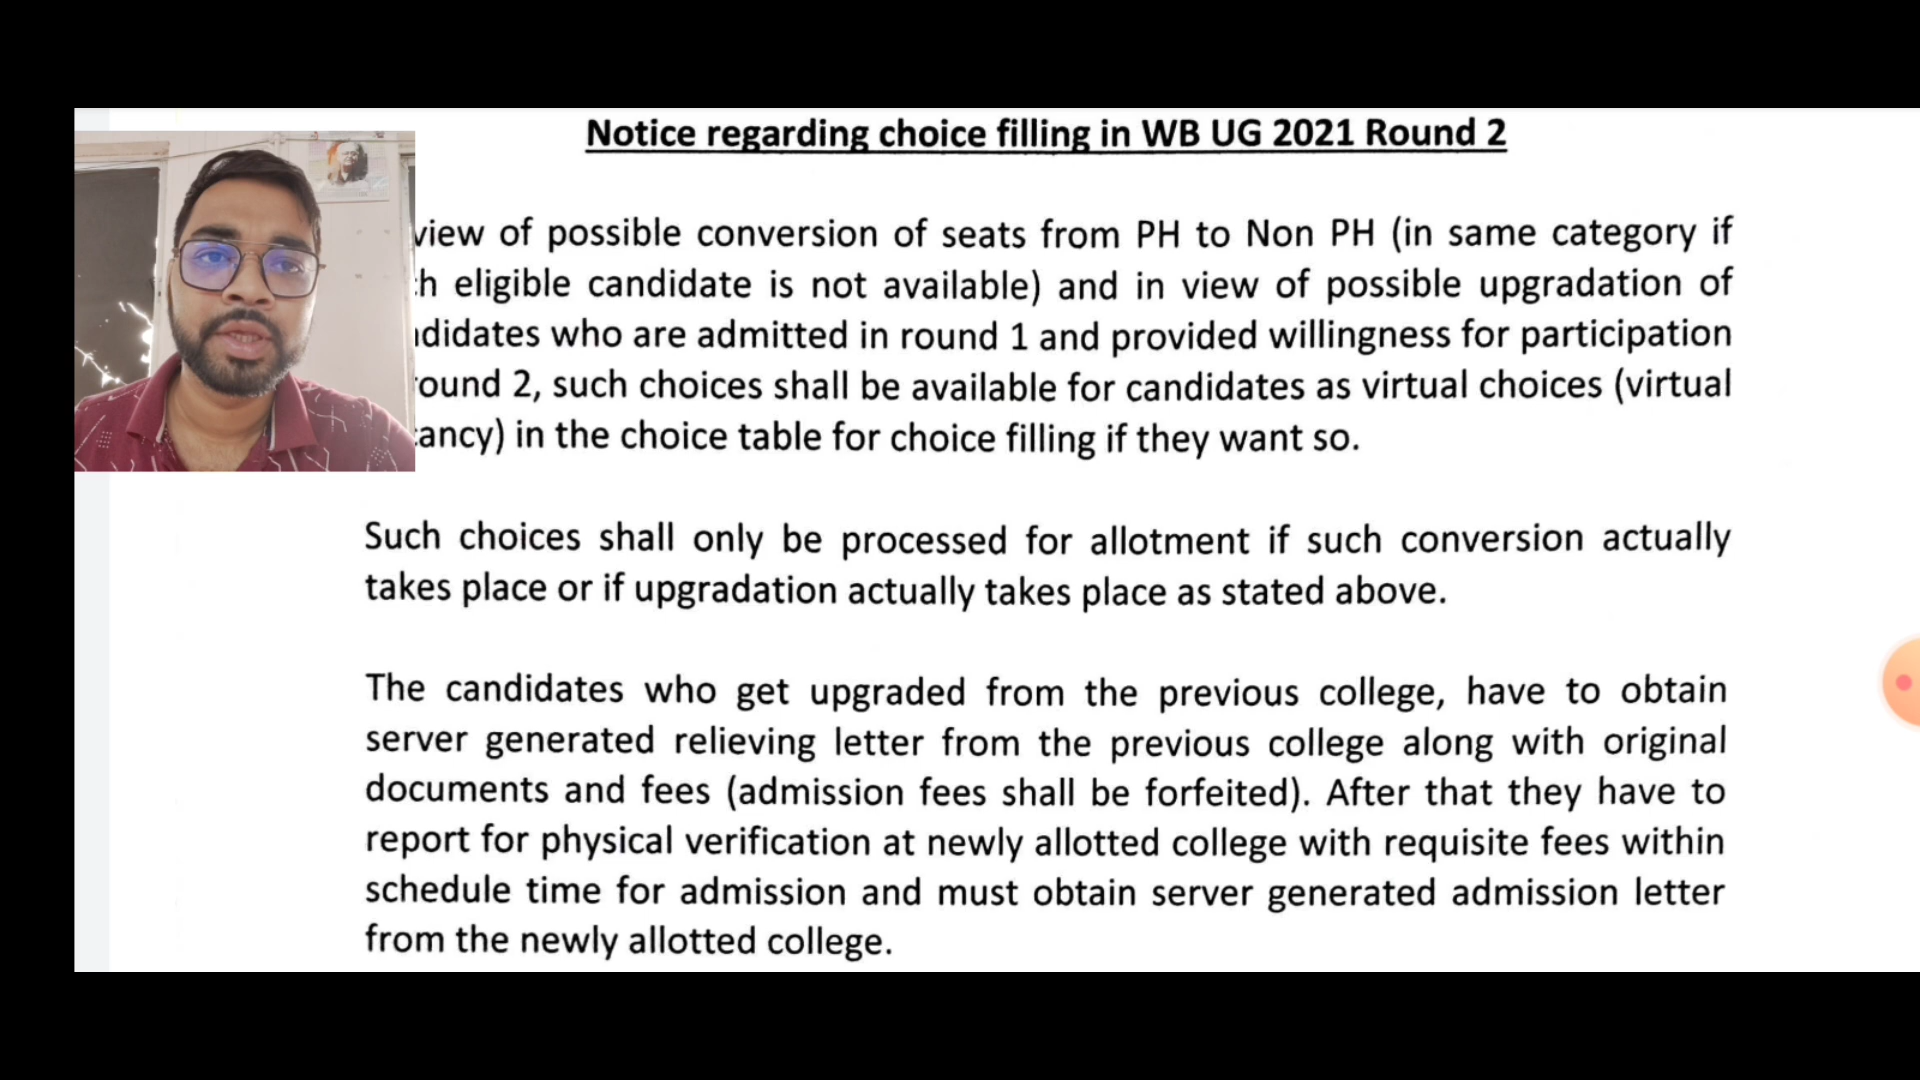 Notice regarding choice filling in WB UG 2021 Round 2
view of possible conversion of seats from PH to Non PH (in same category if
eligible candidate is not available) and in view of possible upgradation of
who are admitted in round 1 and provided willingness for participation
2, such choices shall be available for candidates as virtual choices (virtual
in the choice table for choice filling if they want so.
Such choices shall only be processed for allotment if such conversion actually
takes place or if upgradation actually takes place as stated above.
The candidates who get upgraded from the previous college, have to obtain
server generated relieving letter from the previous college along with original
documents and fees (admission fees shall be forfeited). After that they have to
report for physical verification at newly allotted college with requisite fees within
schedule time for admission and must obtain server generated admission letter
from the newly allotted college.